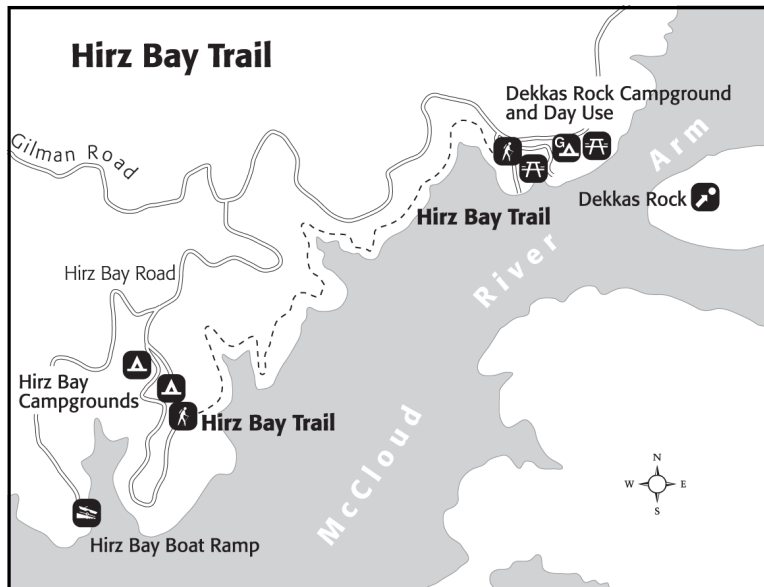 Hirz Bay Trail
Dekkas Rock Campground
and Day Use
Gilman Road
G
Arm
Dekkas Rock
Hirz Bay Trail
River
Hirz Bay Road
Hirz Bay
Campgrounds
Hirz Bay Trail
McCloud
N
W E
S
Hirz Bay Boat Ramp